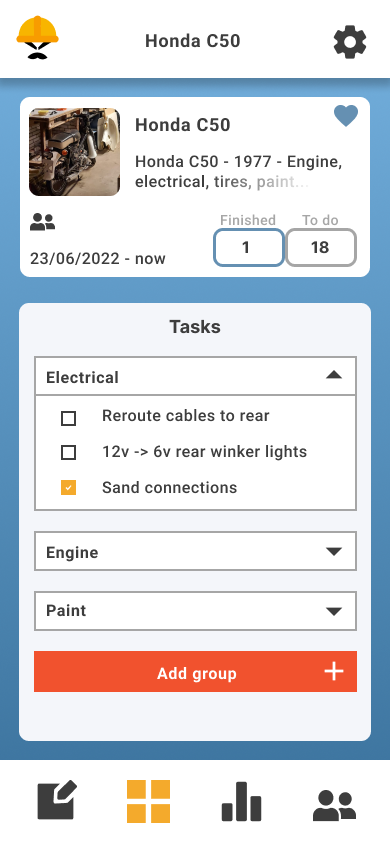 Honda C50
Honda C50
Honda C50 - 1977 - Engine,
electrical, tires, paint...
Finished To do
23/06/2022 - now
1 18
Tasks
Electrical
Reroute cables to rear
12v -> 6v rear winker lights
Sand connections
Engine
Paint
Add group